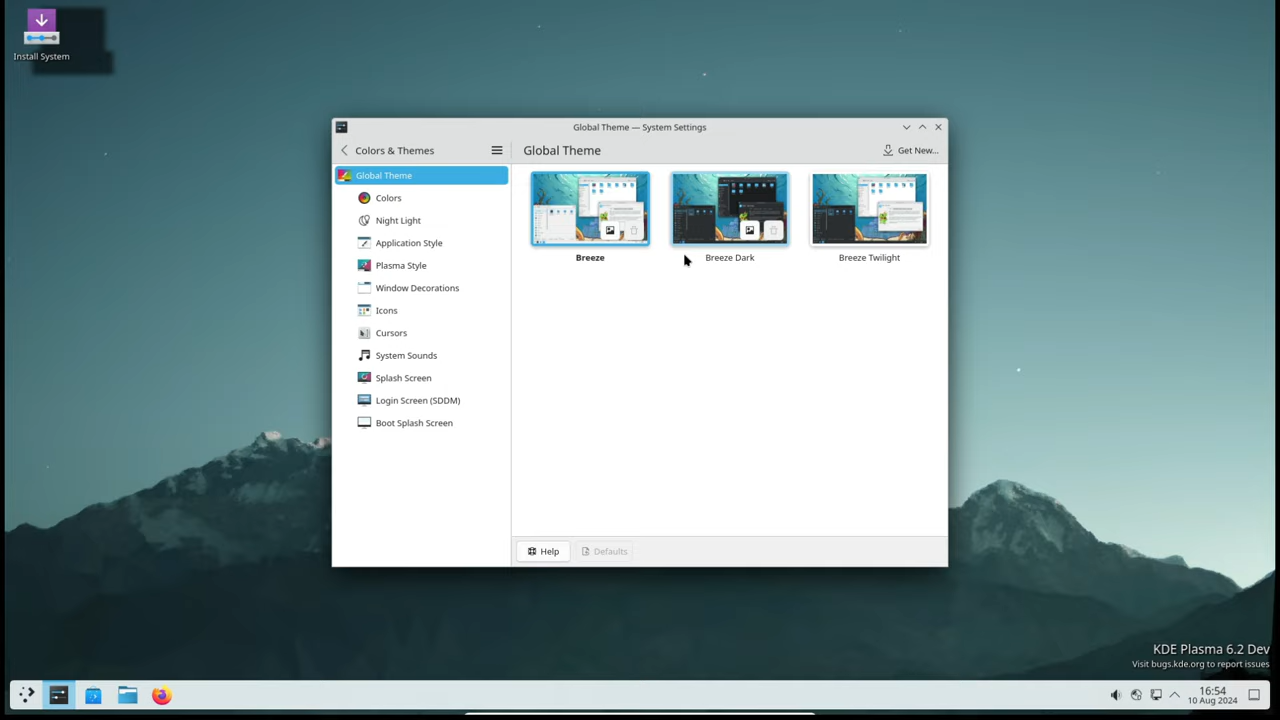 Install System
Global Theme — System Settings
Colors & Themes
Global Theme
Get New...
Global Theme
Colors
Night Light
Application Style
Plasma Style
Window Decorations
Icons
Cursors
System Sounds
Splash Screen
Login Screen (SDDM)
Boot Splash Screen
Breeze
Breeze Dark
Breeze Twilight
Help
Defaults
KDE Plasma 6.2 Dev
Visit bugs.kde.org to report issues
16:54
10 Aug 2024